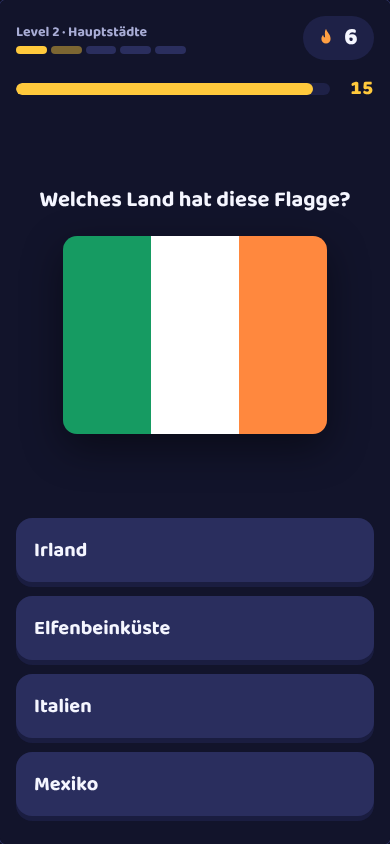 Level 2 · Hauptstädte
6
15
Welches Land hat diese Flagge?
Irland
Elfenbeinküste
Italien
Mexiko